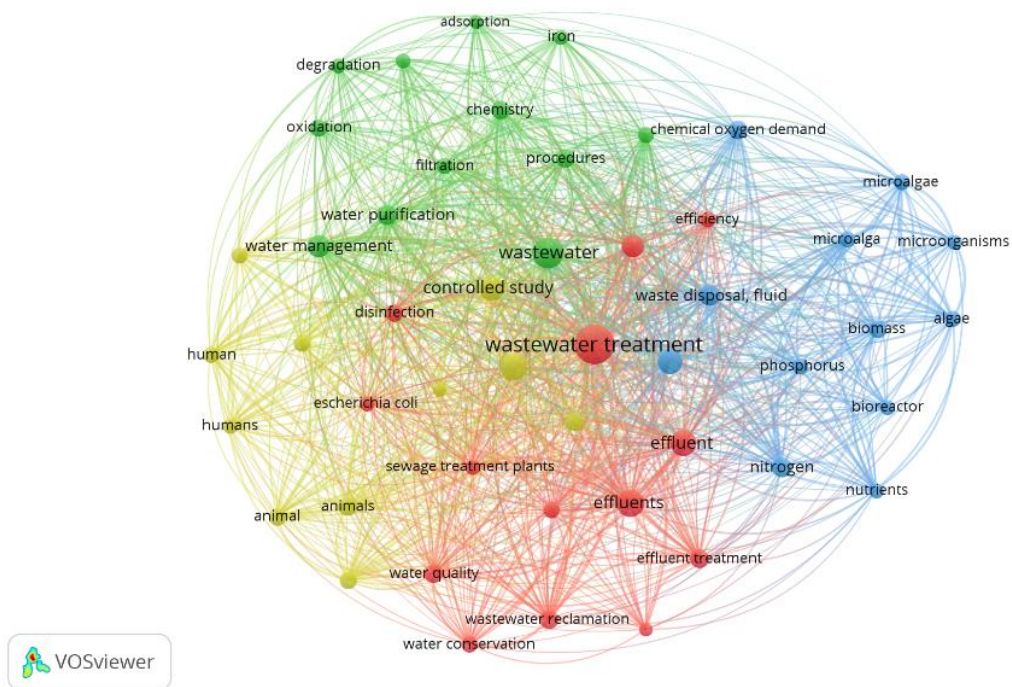 adsorption
iron
degradation
chemistry
oxidation
chemical oxygen demand
filtration
procedures
microalgae
water purification
efficiency
water management
wastewater
microalga
microorganisms
controlled study
waste disposal, fluid
disinfection
algae
biomass
wastewater treatment
human
phosphorus
escherichia coli
bioreactor
humans
effluent
sewage treatment plants
nitrogen
nutrients
animals
effluents
animal
effluent treatment
water quality
wastewater reclamation
water conservation
VOSviewer